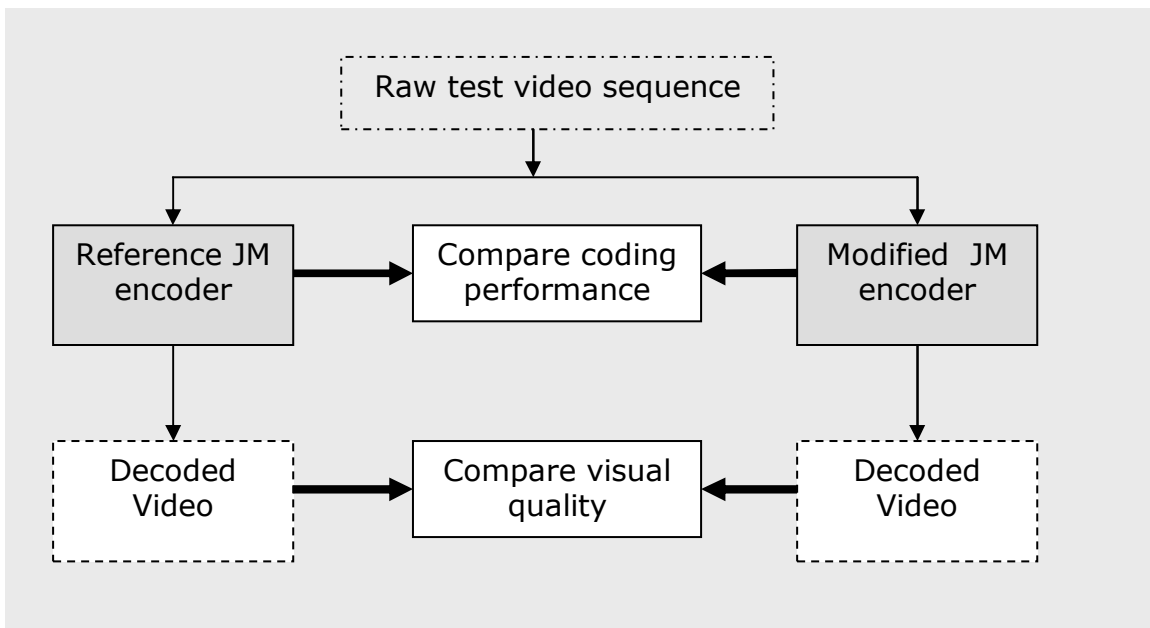 Raw test video sequence
Reference JM
encoder
Compare coding
performance
Modified JM
encoder
Decoded
Video
Compare visual
quality
Decoded
Video